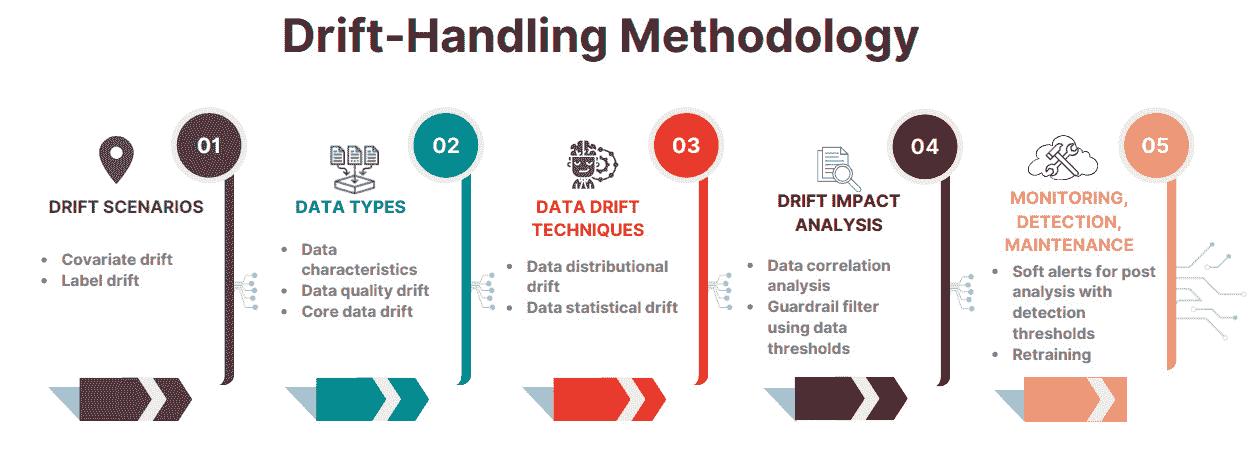 Drift-Handling Methodology
01
DRIFT SCENARIOS
• Covariate drift
• Label drift
02
DATA TYPES
• Data
characteristics
• Data quality drift
• Core data drift
03
DATA DRIFT
TECHNIQUES
• Data distributional
drift
• Data statistical drift
04
DRIFT IMPACT
ANALYSIS
• Data correlation
analysis
• Guardrail filter
using data
thresholds
05
MONITORING,
DETECTION,
MAINTENANCE
• Soft alerts for post
analysis with
detection
thresholds
• Retraining